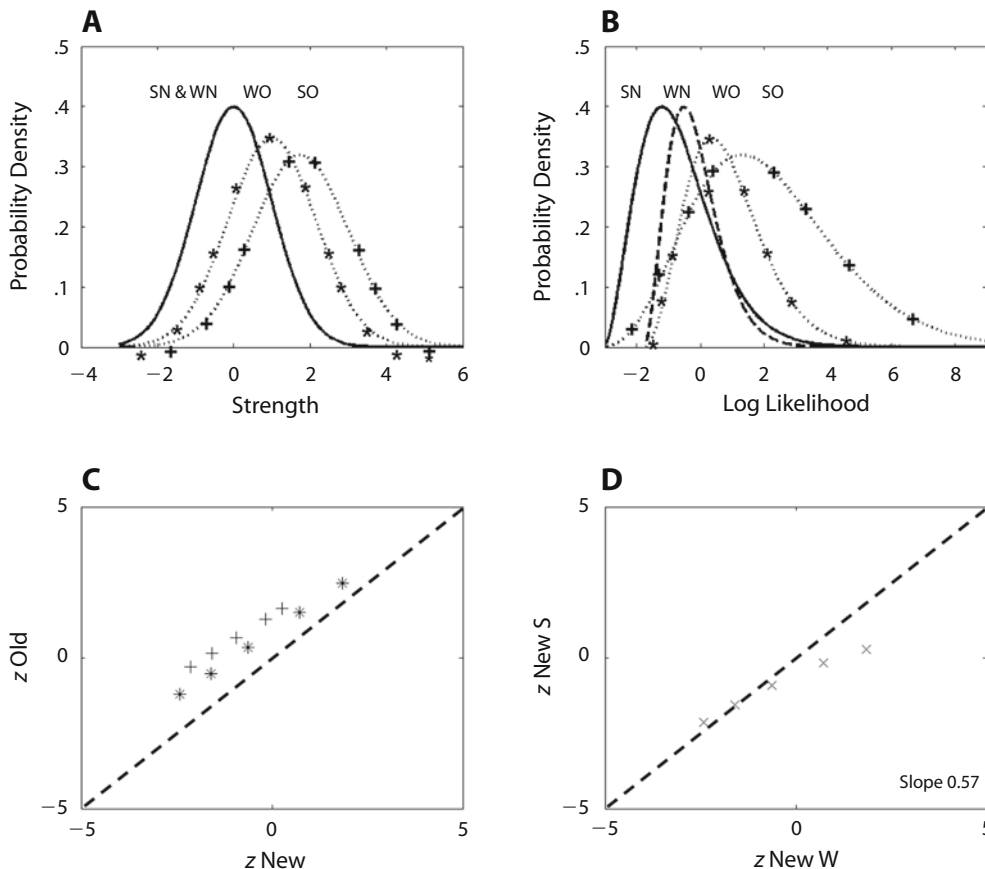 A
.5
.4
.3
.2
.1
0
SN & WN WO SO
−4 −2 0 2 4 6
Probability Density
Strength
B
.5
.4
.3
.2
.1
0
SN WN WO SO
−2 0 2 4 6 8
Probability Density
Log Likelihood
C
5
0
−5
−5 0 5
z Old
z New
D
5
0
−5
Slope 0.57
−5 0 5
z New S
z New W